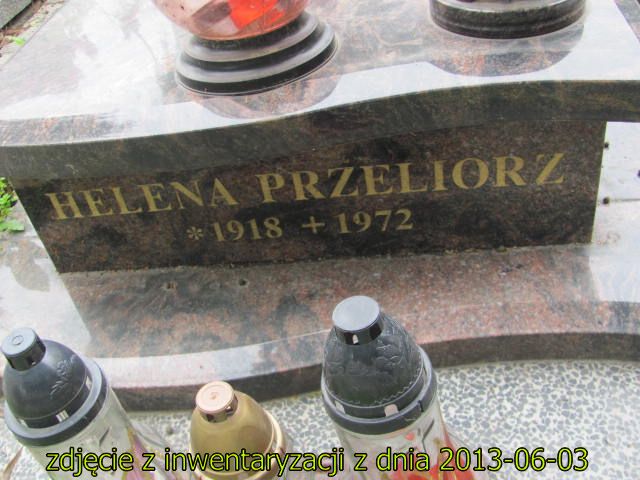 HELENA PRZELIORZ
* 1918 + 1972
zdjęcie z inwentaryzacji z dnia 2013-06-03